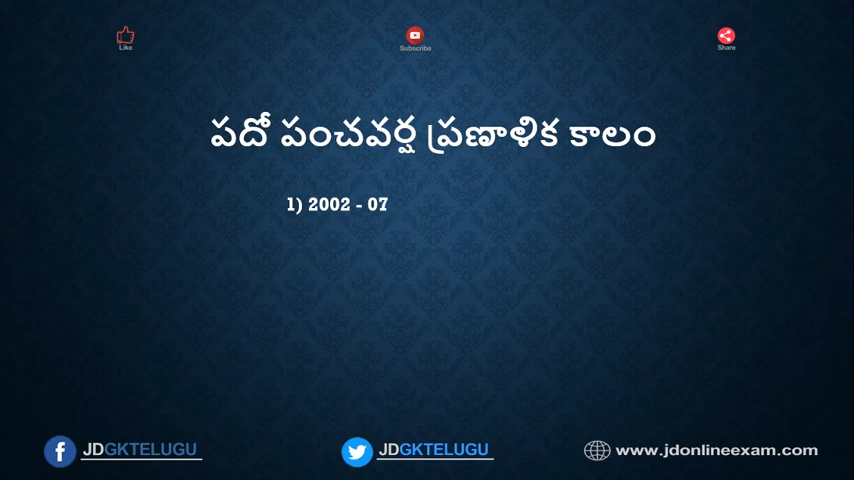 Like
Subscribe
Share
పదో పంచవర్ష ప్రణాళిక కాలం
1) 2002 - 07
JDGKTELUGU
JDGKTELUGU
www.jdonlineexam.com